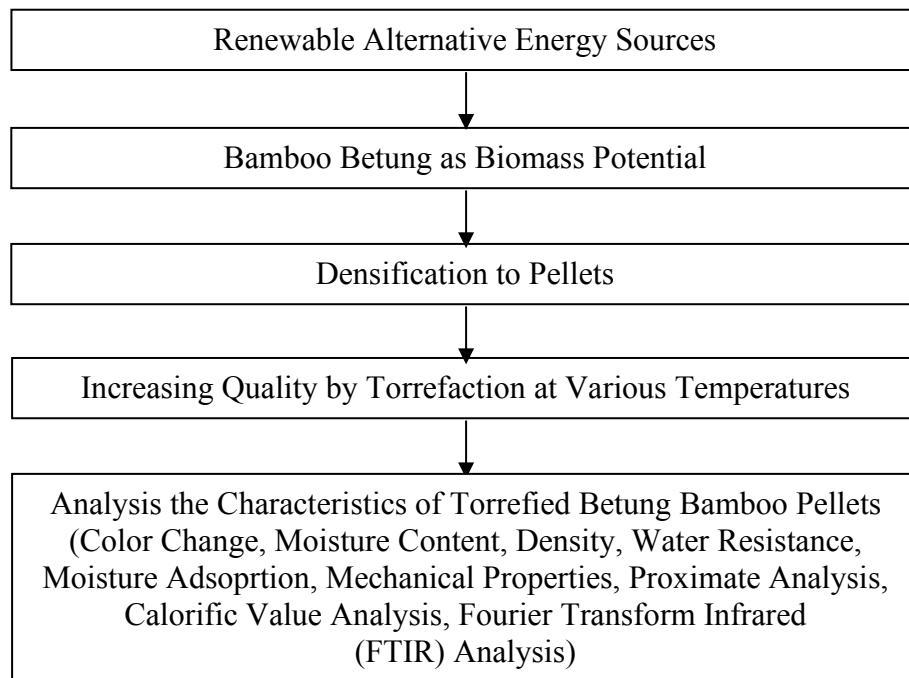 Renewable Alternative Energy Sources
Bamboo Betung as Biomass Potential
Densification to Pellets
Increasing Quality by Torrefaction at Various Temperatures
Analysis the Characteristics of Torrefied Betung Bamboo Pellets
(Color Change, Moisture Content, Density, Water Resistance,
Moisture Adsoprtion, Mechanical Properties, Proximate Analysis,
Calorific Value Analysis, Fourier Transform Infrared
(FTIR) Analysis)